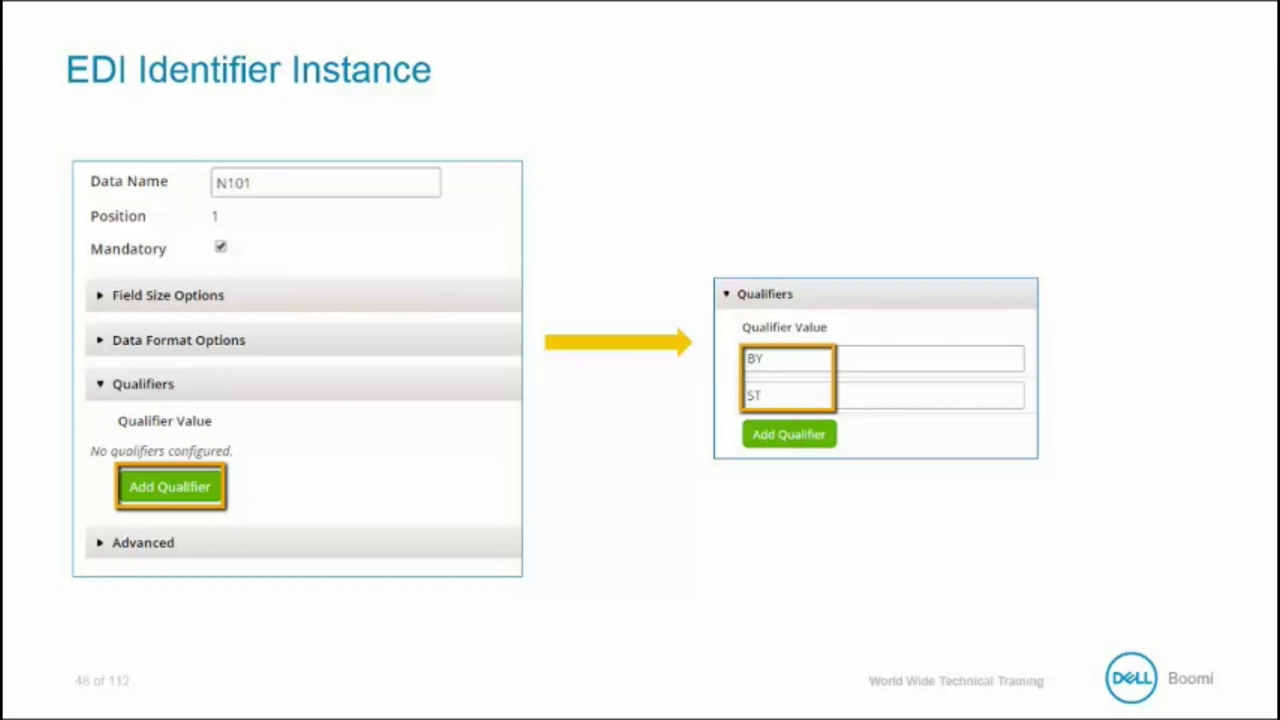 EDI Identifier Instance
Data Name N101
Position 1
Mandatory
Field Size Options
Data Format Options
Qualifiers
Qualifier Value
No qualifiers configured.
Add Qualifier
Advanced
Qualifiers
Qualifier Value
BY
ST
Add Qualifier
48 of 112
World Wide Technical Training
DELL Boomi